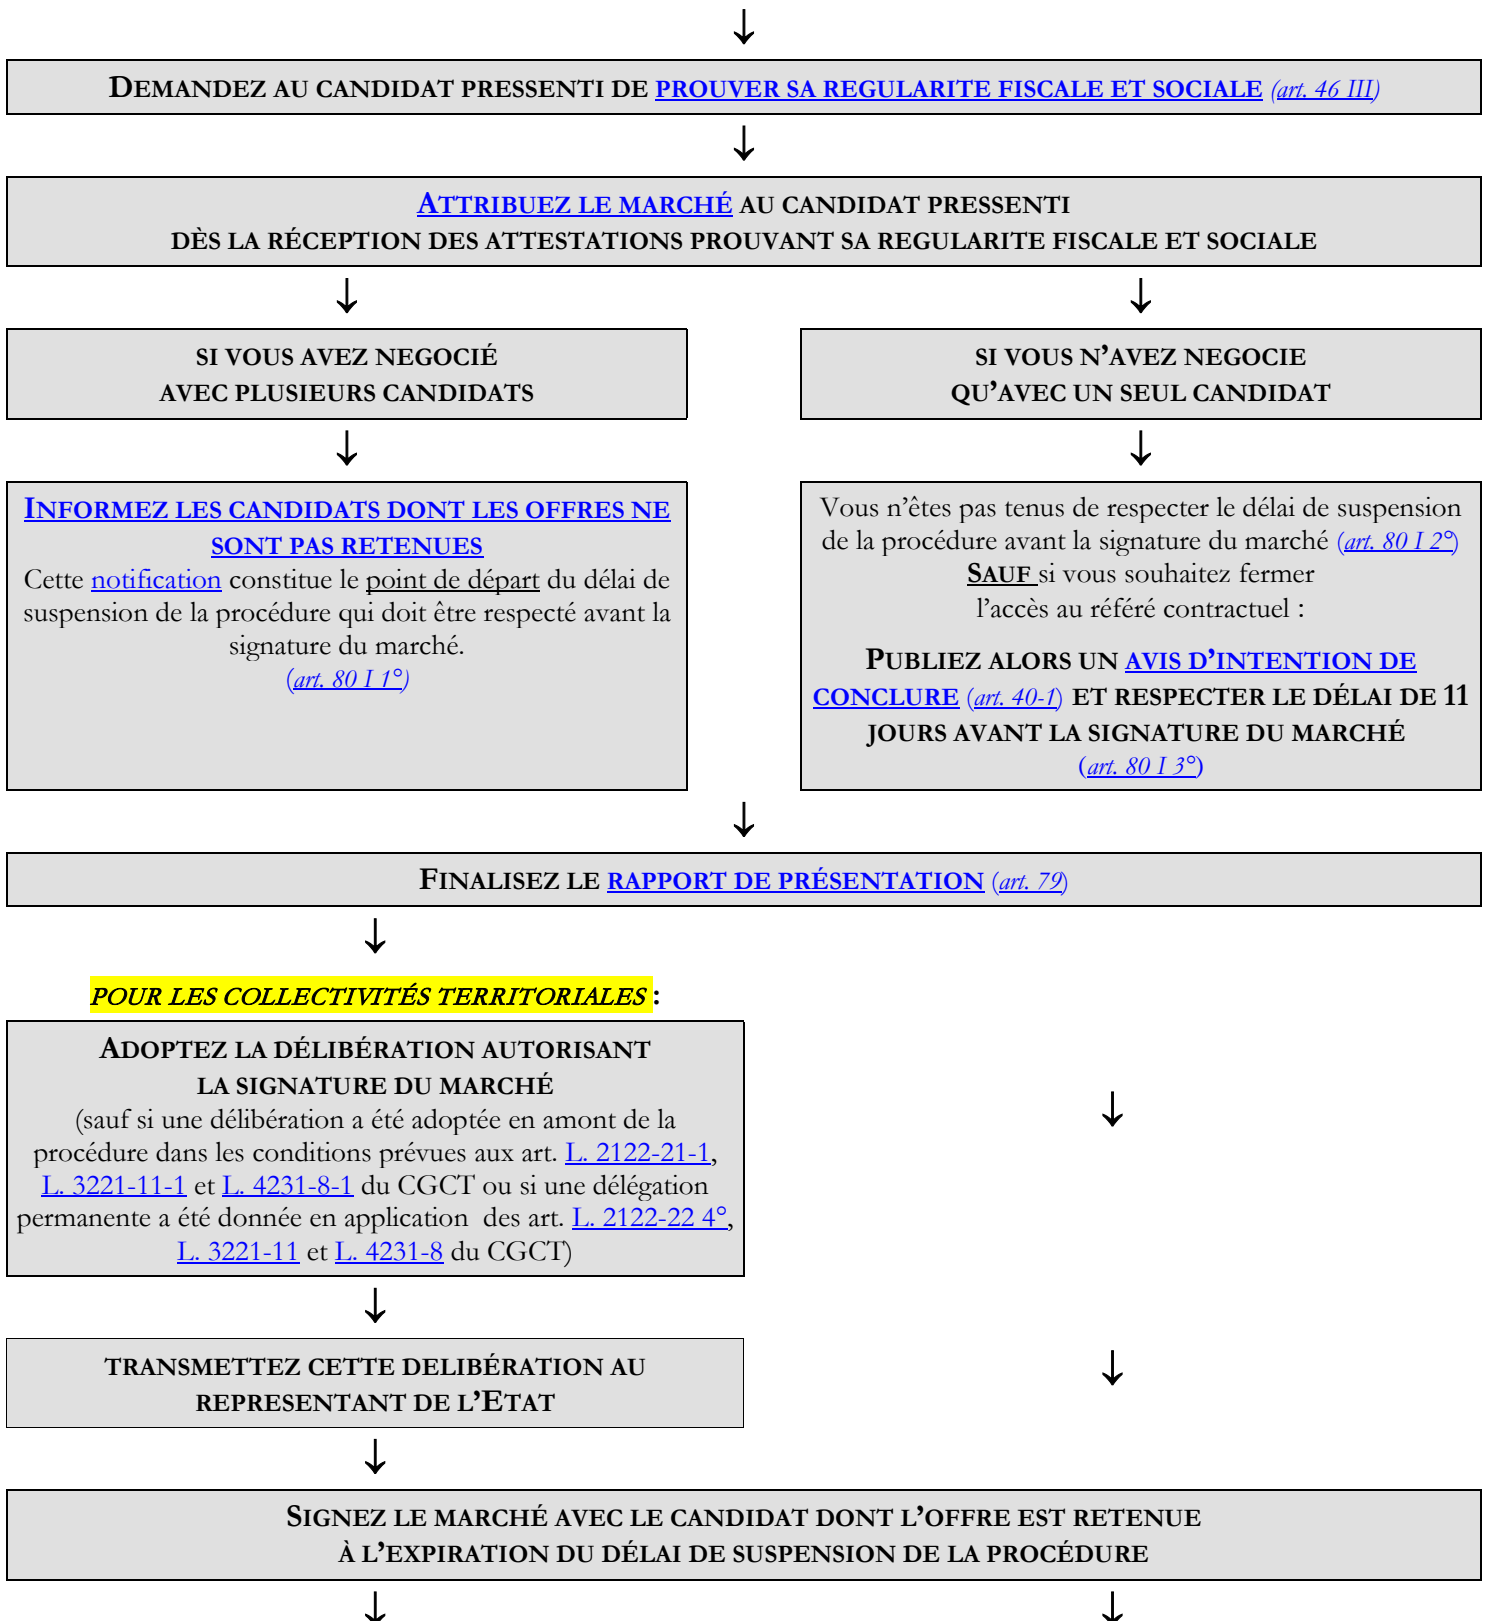 ↓
DEMANDEZ AU CANDIDAT PRESSENTI DE PROUVER SA REGULARITE FISCALE ET SOCIALE (art. 46 III)
↓
ATTRIBUEZ LE MARCHÉ AU CANDIDAT PRESSENTI
DÈS LA RÉCEPTION DES ATTESTATIONS PROUVANT SA REGULARITE FISCALE ET SOCIALE
↓ ↓
SI VOUS AVEZ NEGOCIÉ
AVEC PLUSIEURS CANDIDATS
↓
INFORMEZ LES CANDIDATS DONT LES OFFRES NE
SONT PAS RETENUES
Cette notification constitue le point de départ du délai de
suspension de la procédure qui doit être respecté avant la
signature du marché.
(art. 80 I 1°)
SI VOUS N'AVEZ NEGOCIE
QU'AVEC UN SEUL CANDIDAT
↓
Vous n'êtes pas tenus de respecter le délai de suspension
de la procédure avant la signature du marché (art. 80 I 2°)
SAUF si vous souhaitez fermer
l'accès au référé contractuel :
PUBLIEZ ALORS UN AVIS D'INTENTION DE
CONCLURE (art. 40-1) ET RESPECTER LE DÉLAI DE 11
JOURS AVANT LA SIGNATURE DU MARCHÉ
(art. 80 I 3°)
↓
FINALISEZ LE RAPPORT DE PRÉSENTATION (art. 79)
↓
POUR LES COLLECTIVITÉS TERRITORIALES :
ADOPTEZ LA DÉLIBÉRATION AUTORISANT
LA SIGNATURE DU MARCHÉ
(sauf si une délibération a été adoptée en amont de la
procédure dans les conditions prévues aux art. L. 2122-21-1,
L. 3221-11-1 et L. 4231-8-1 du CGCT ou si une délégation
permanente a été donnée en application des art. L. 2122-22 4°,
L. 3221-11 et L. 4231-8 du CGCT)
↓
↓
TRANSMETTEZ CETTE DELIBÉRATION AU
REPRESENTANT DE L'ETAT
↓
↓
SIGNEZ LE MARCHÉ AVEC LE CANDIDAT DONT L'OFFRE EST RETENUE
À L'EXPIRATION DU DÉLAI DE SUSPENSION DE LA PROCÉDURE
↓ ↓